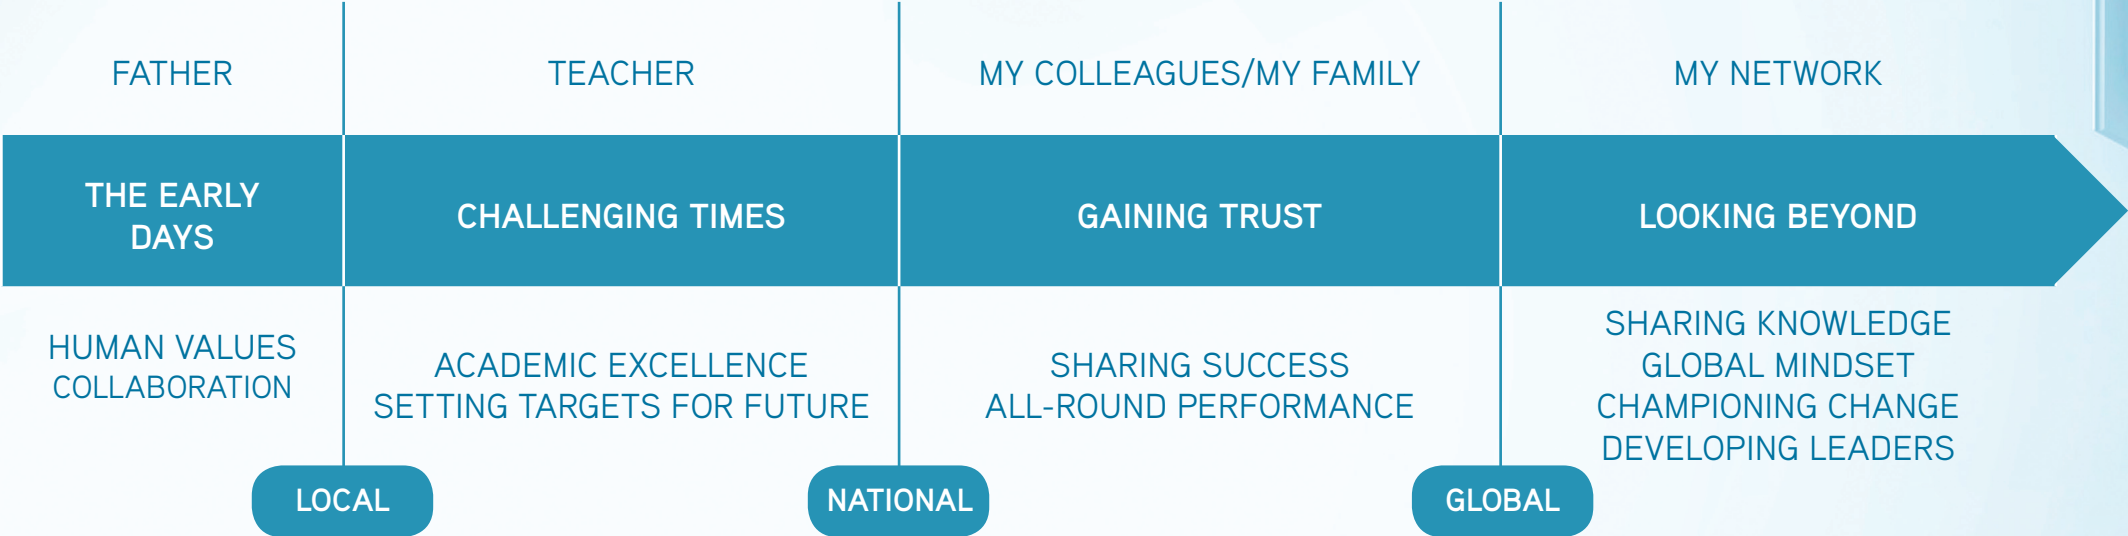 FATHER
TEACHER
MY COLLEAGUES/MY FAMILY
MY NETWORK
THE EARLY
DAYS
CHALLENGING TIMES
GAINING TRUST
LOOKING BEYOND
HUMAN VALUES
COLLABORATION
ACADEMIC EXCELLENCE
SETTING TARGETS FOR FUTURE
SHARING SUCCESS
ALL-ROUND PERFORMANCE
SHARING KNOWLEDGE
GLOBAL MINDSET
CHAMPIONING CHANGE
DEVELOPING LEADERS
LOCAL
NATIONAL
GLOBAL